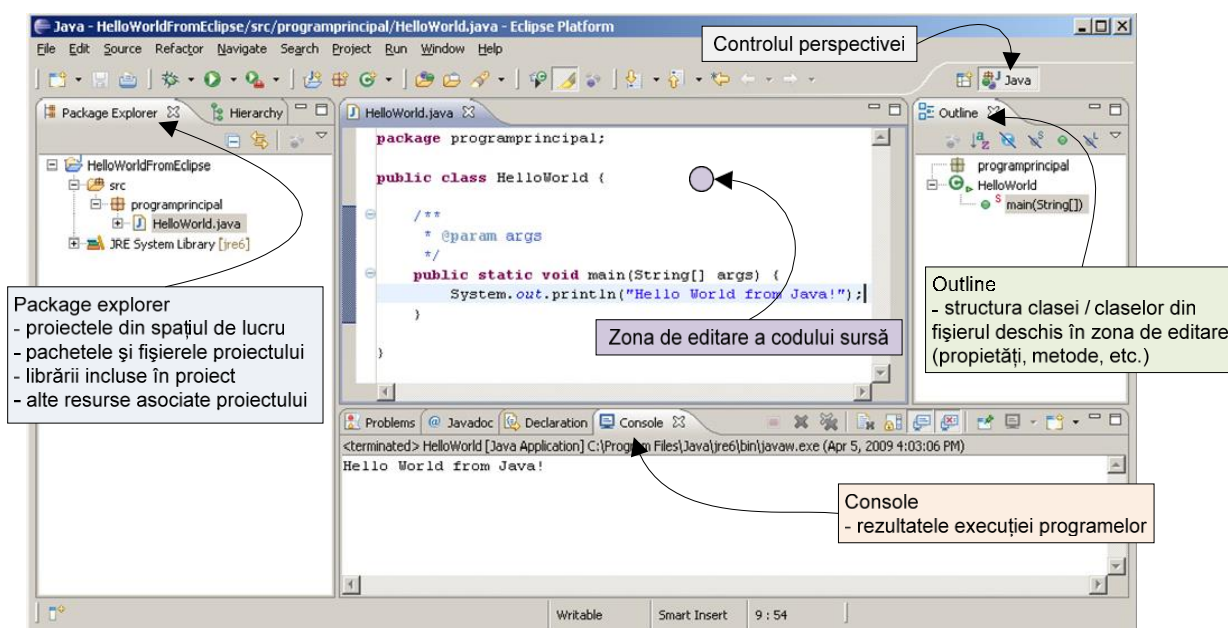 Java - HelloWorldFromEclipse/src/programprincipal/HelloWorld.java - Eclipse Platform
File Edit Source Refactor Navigate Search Project Run Window Help
Controlul perspectivei
Java
Package Explorer
Hierarchy
HelloWorld.java
Outline
HelloWorldFromEclipse
src
programprincipal
HelloWorld.java
JRE System Library [jre6]
package programprincipal;
public class HelloWorld {
/**
* @param args
*/
public static void main(String[] args) {
System.out.println("Hello World from Java!");
}
}
programprincipal
HelloWorld
main(String[])
Package explorer
- proiectele din spațiul de lucru
- pachetele şi fişierele proiectului
- librării incluse în proiect
- alte resurse asociate proiectului
Zona de editare a codului sursă
Outline
- structura clasei / claselor din
fişierul deschis în zona de editare
(propietăți, metode, etc.)
Problems @ Javadoc Declaration Console
<terminated> HelloWorld [Java Application] C:\Program Files\Java\jre6\bin\javaw.exe (Apr 5, 2009 4:03:06 PM)
Hello World from Java!
Console
- rezultatele execuției programelor
Writable Smart Insert 9 : 54